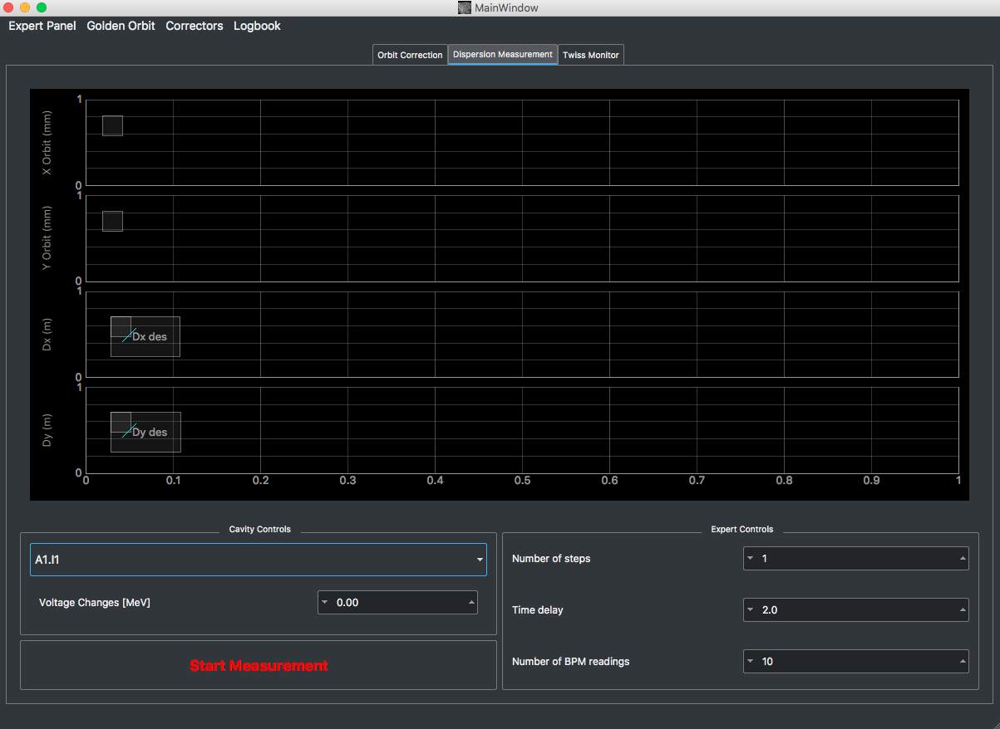 MainWindow
Expert Panel Golden Orbit Correctors Logbook
Orbit Correction Dispersion Measurement Twiss Monitor
1
X Orbit (mm)
0
1
Y Orbit (mm)
0
1
Dx (m)
Dx des
0
1
Dy (m)
Dy des
0
0 0.1 0.2 0.3 0.4 0.5 0.6 0.7 0.8 0.9 1
Cavity Controls
A1.I1
Voltage Changes [MeV] 0.00
Start Measurement
Expert Controls
Number of steps 1
Time delay 2.0
Number of BPM readings 10